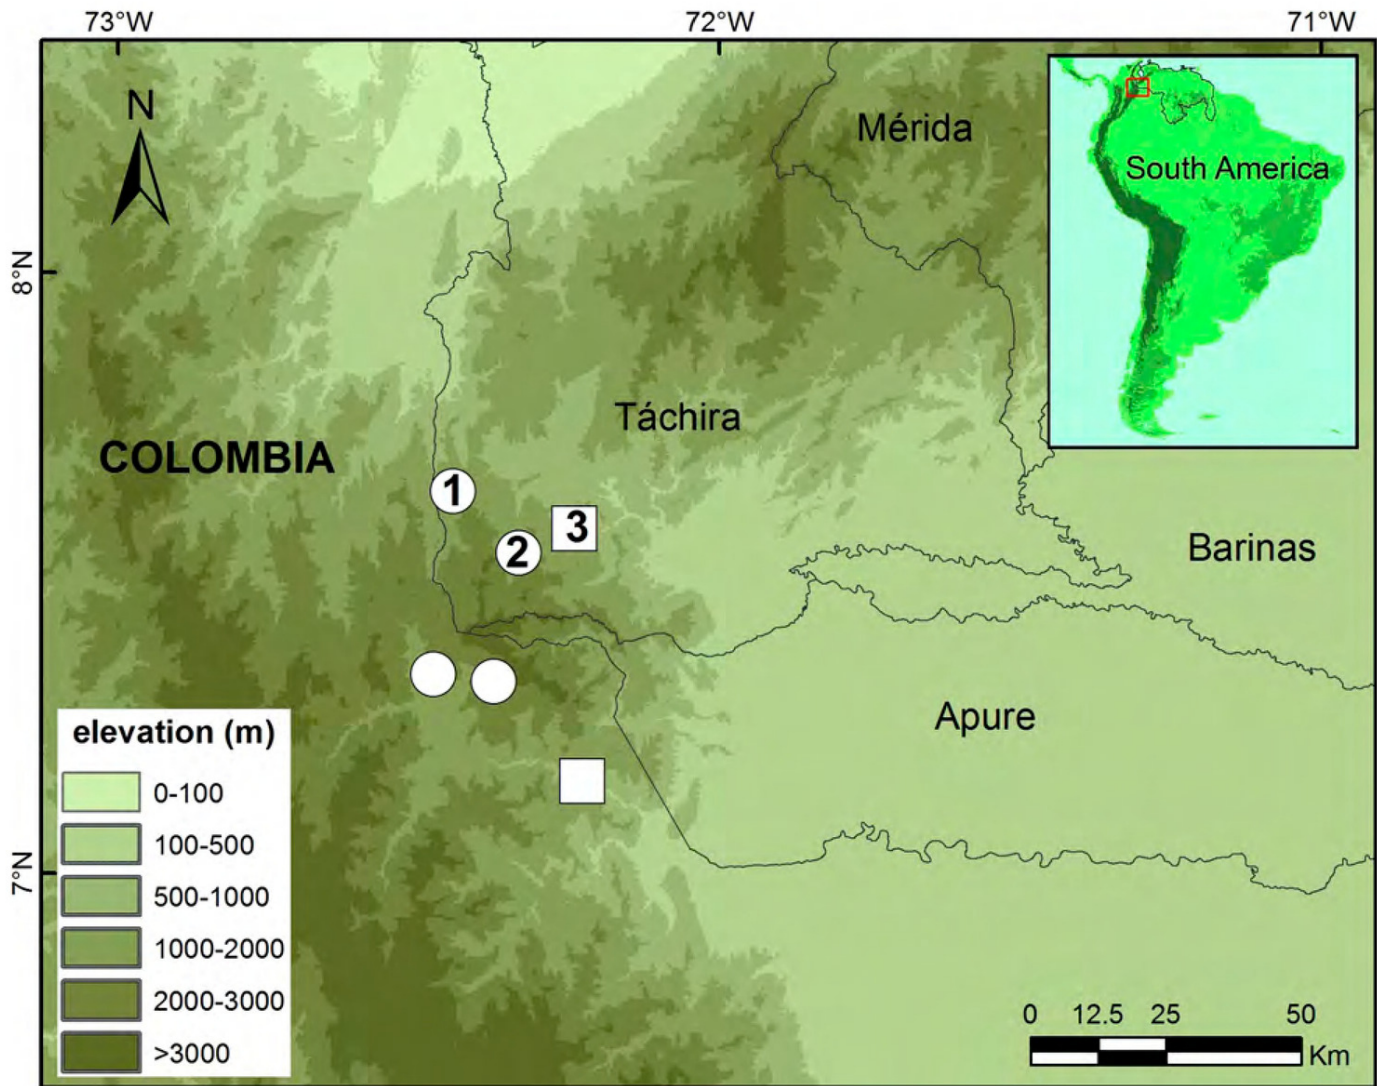 73°W
72°W
71°W
N
Mérida
South America
8°N
Táchira
COLOMBIA
1
2
3
Barinas
Apure
elevation (m)
0-100
100-500
500-1000
1000-2000
2000-3000
>3000
7°N
0 12.5 25 50
Km